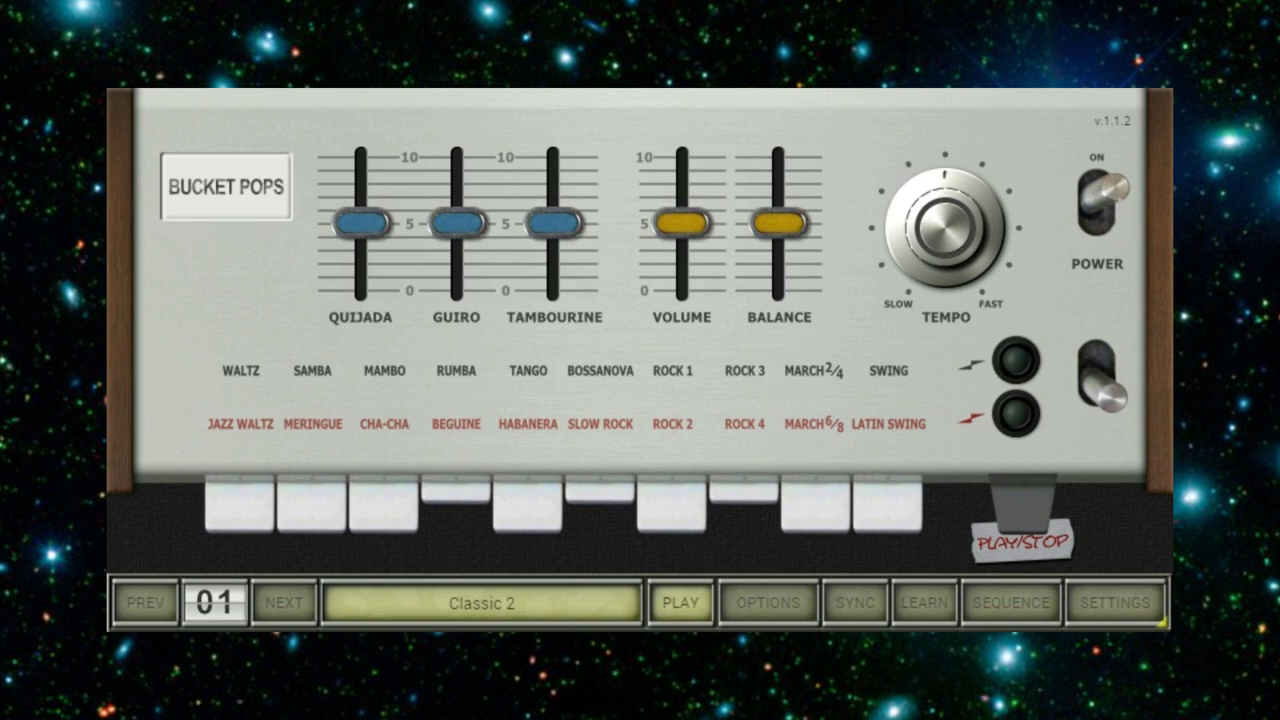 v.1.1.2
ON
BUCKET POPS
10 10 10
5 5 5
0 0 0
POWER
SLOW FAST
QUIJADA GUIRO TAMBOURINE VOLUME BALANCE TEMPO
WALTZ SAMBA MAMBO RUMBA TANGO BOSSANOVA ROCK 1 ROCK 3 MARCH 2/4 SWING
JAZZ WALTZ MERINGUE CHA-CHA BEGUINE HABANERA SLOW ROCK ROCK 2 ROCK 4 MARCH 6/8 LATIN SWING
PLAY/STOP
PREV 01 NEXT Classic 2 PLAY OPTIONS SYNC LEARN SEQUENCE SETTINGS